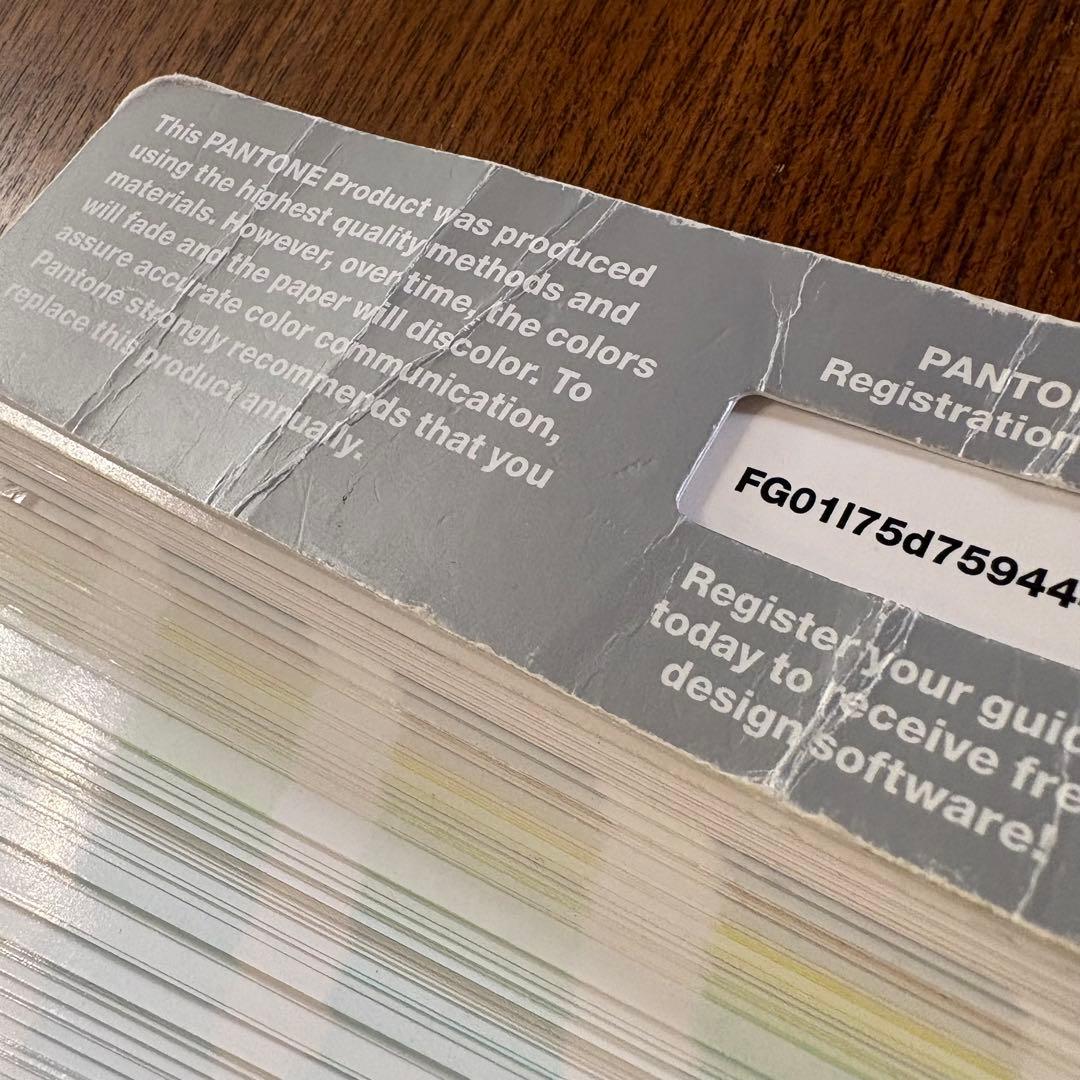 This PANTONE Product was produced
using the highest quality methods and
materials. However, over time, the colors
will fade and the paper will discolor. To
assure accurate color communication,
Pantone strongly recommends that you
replace this product annually.
PANTO
Registration
FG01I75d75944
Register your guid
today to receive fre
design software!